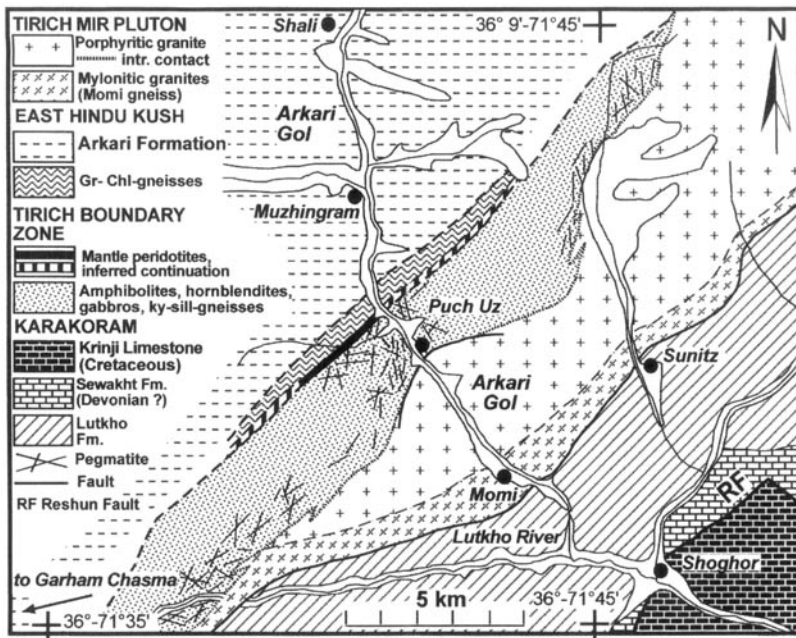 TIRICH MIR PLUTON
Porphyritic granite
intr. contact
Mylonitic granites
(Momi gneiss)
EAST HINDU KUSH
Arkari Formation
Gr- Chl-gneisses
TIRICH BOUNDARY
ZONE
Mantle peridotites,
inferred continuation
Amphibolites, hornblendites,
gabbros, ky-sill-gneisses
KARAKORAM
Krinji Limestone
(Cretaceous)
Sewakht Fm.
(Devonian ?)
Lutkho
Fm.
Pegmatite
Fault
RF Reshun Fault
to Garham Chasma
36°-71°35'
Shali
36° 9'-71°45'
N
Arkari
Gol
Muzhingram
Puch Uz
Sunitz
Arkari
Gol
Momi
RF
Lutkho River
Shoghor
5 km
36°-71°45'